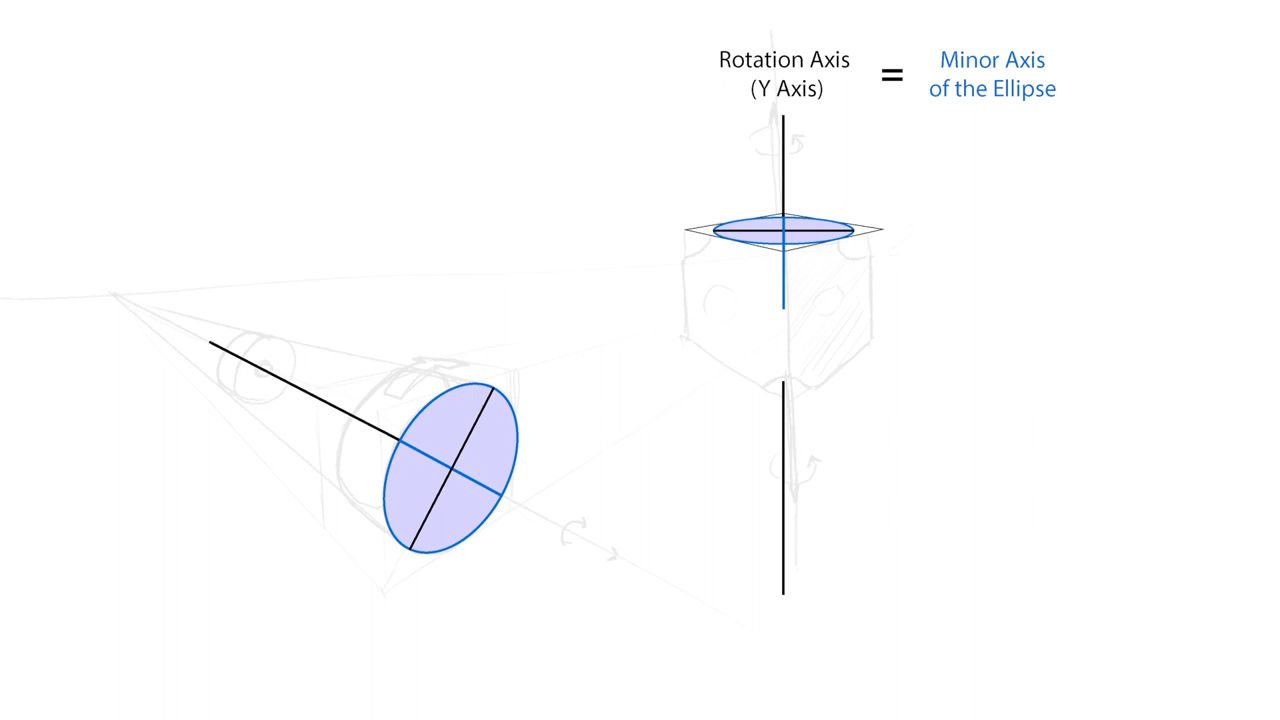 Rotation Axis
(Y Axis)
=
Minor Axis
of the Ellipse